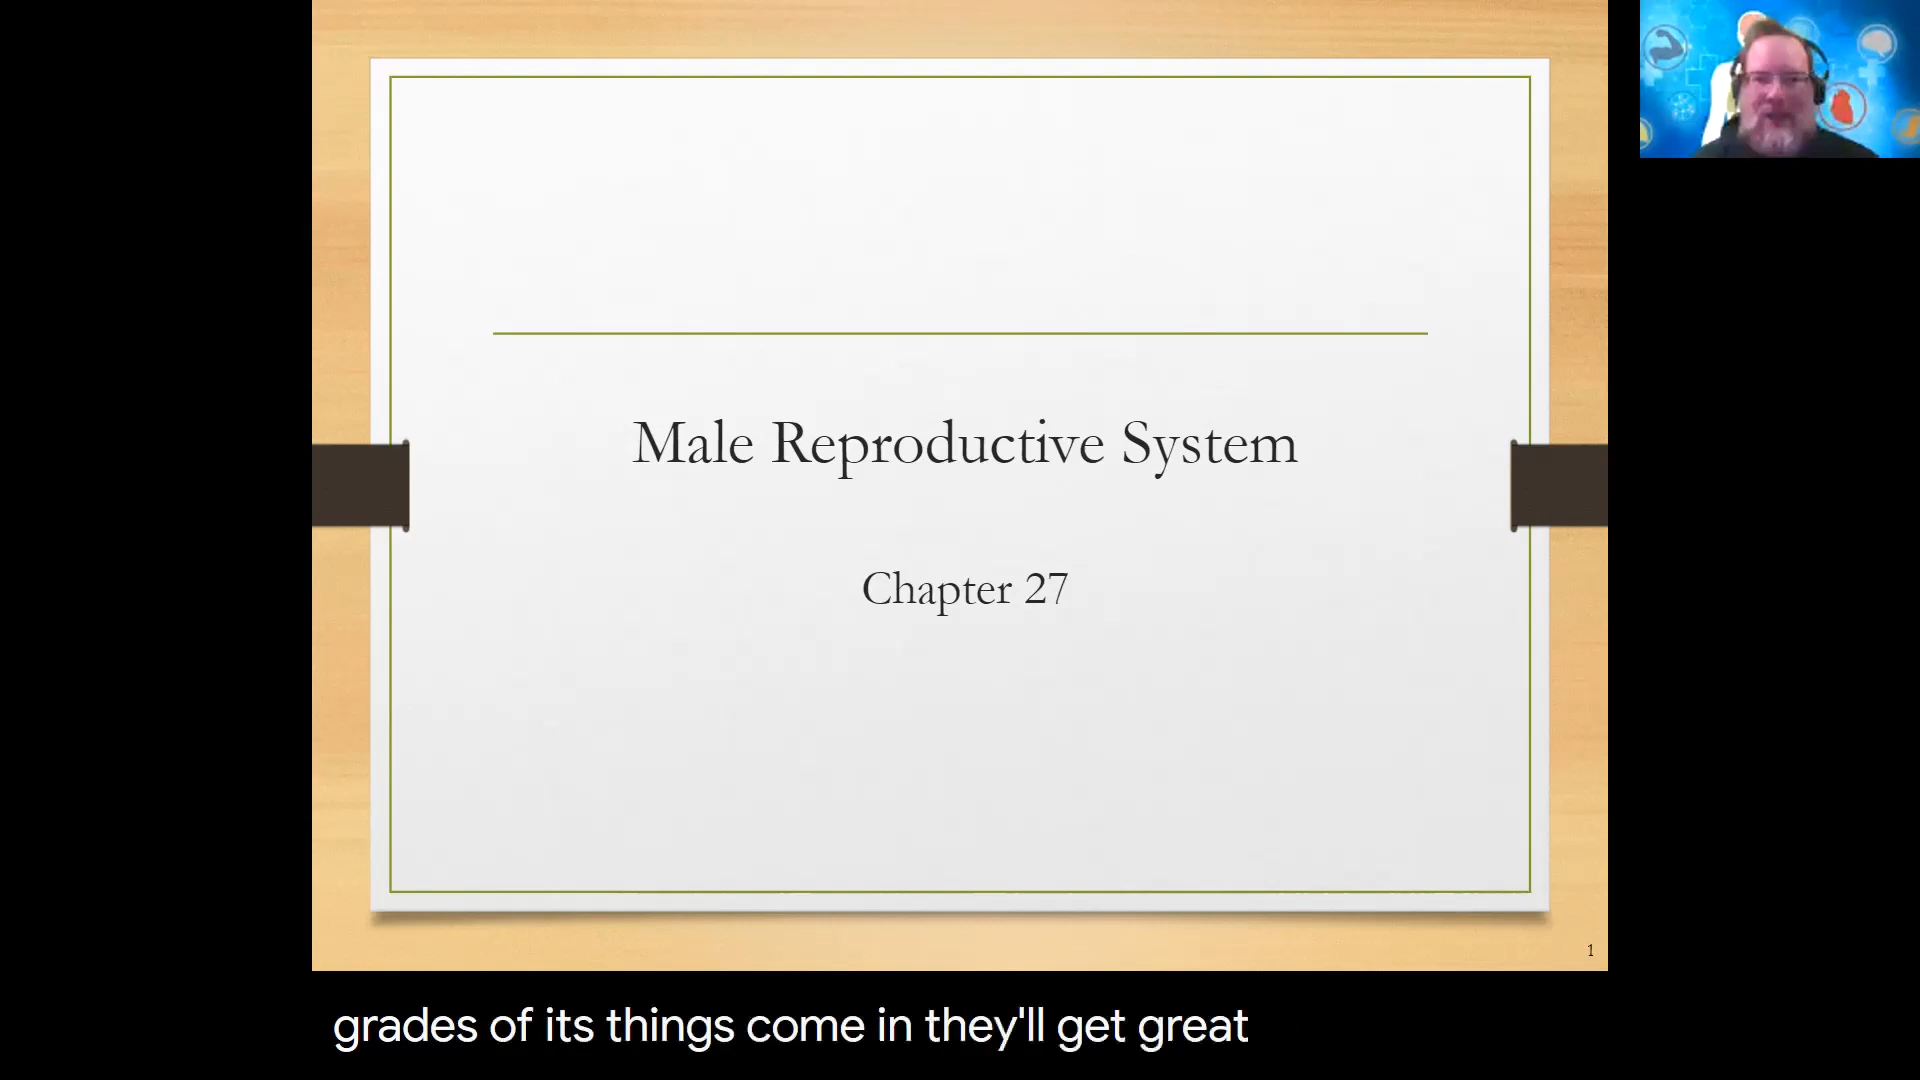 Male Reproductive System
Chapter 27
1
grades of its things come in they'll get great